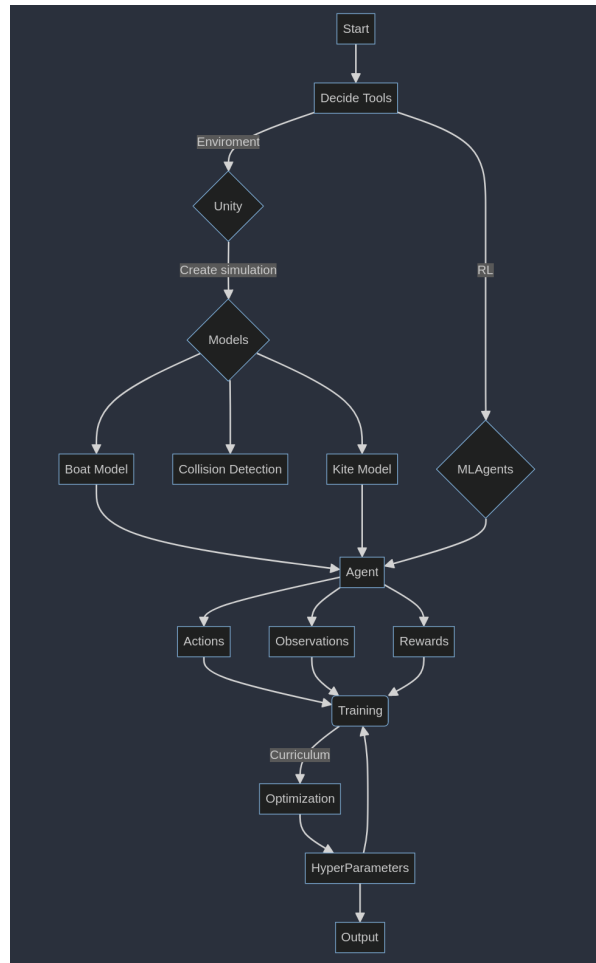 Start
Decide Tools
Enviroment
Unity
Create simulation
RL
Models
Boat Model
Collision Detection
Kite Model
MLAgents
Agent
Actions
Observations
Rewards
Training
Curriculum
Optimization
HyperParameters
Output